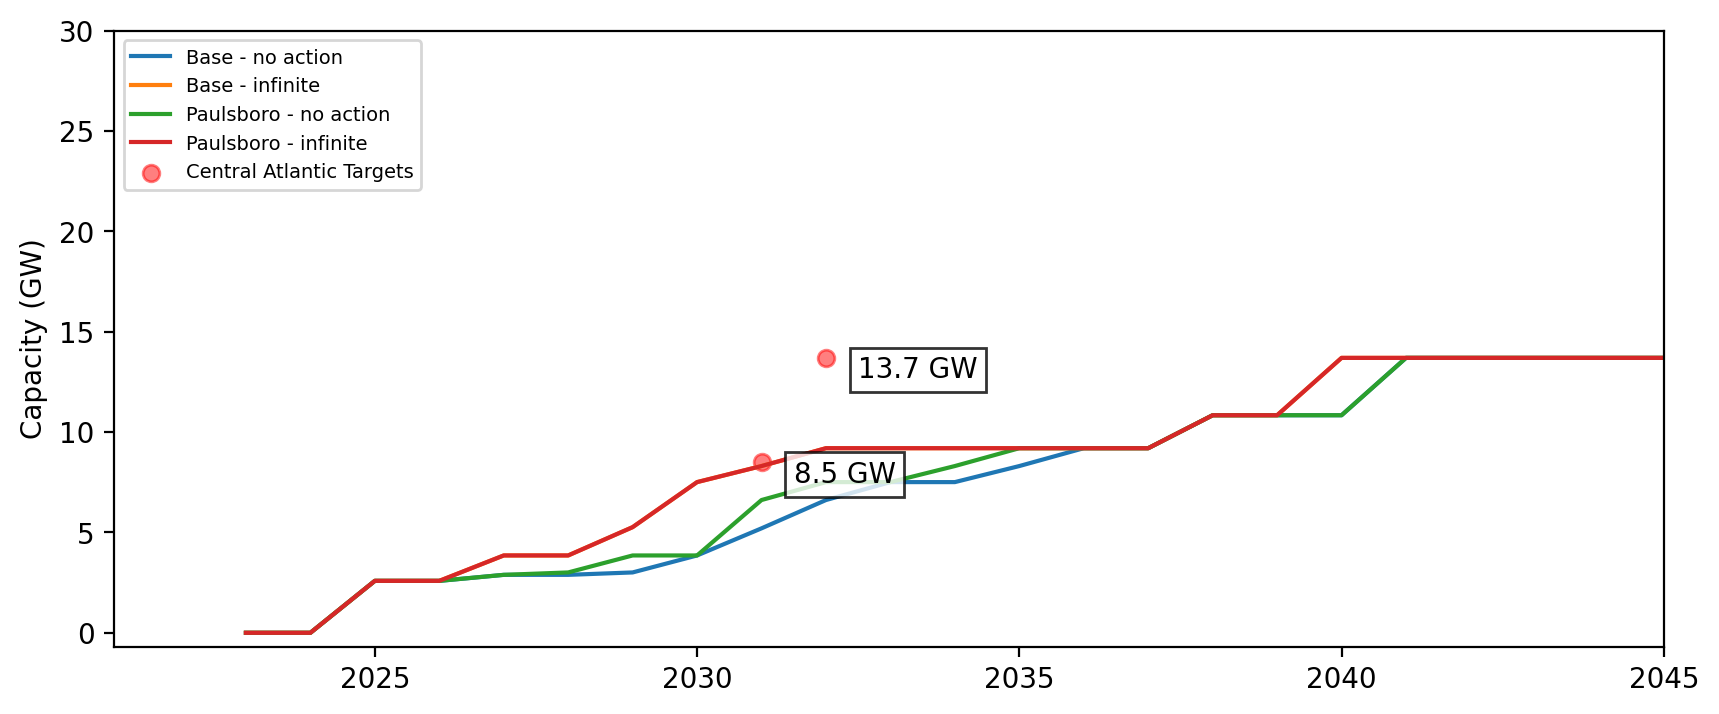 30
25
20
15
10
5
0
Capacity (GW)
Base - no action
Base - infinite
Paulsboro - no action
Paulsboro - infinite
Central Atlantic Targets
13.7 GW
8.5 GW
2025
2030
2035
2040
2045